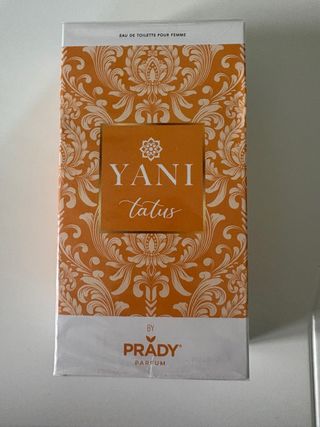 EAU DE TOILETTE POUR FEMME
YANI
tatus
BY
PRADY®
PARFUM